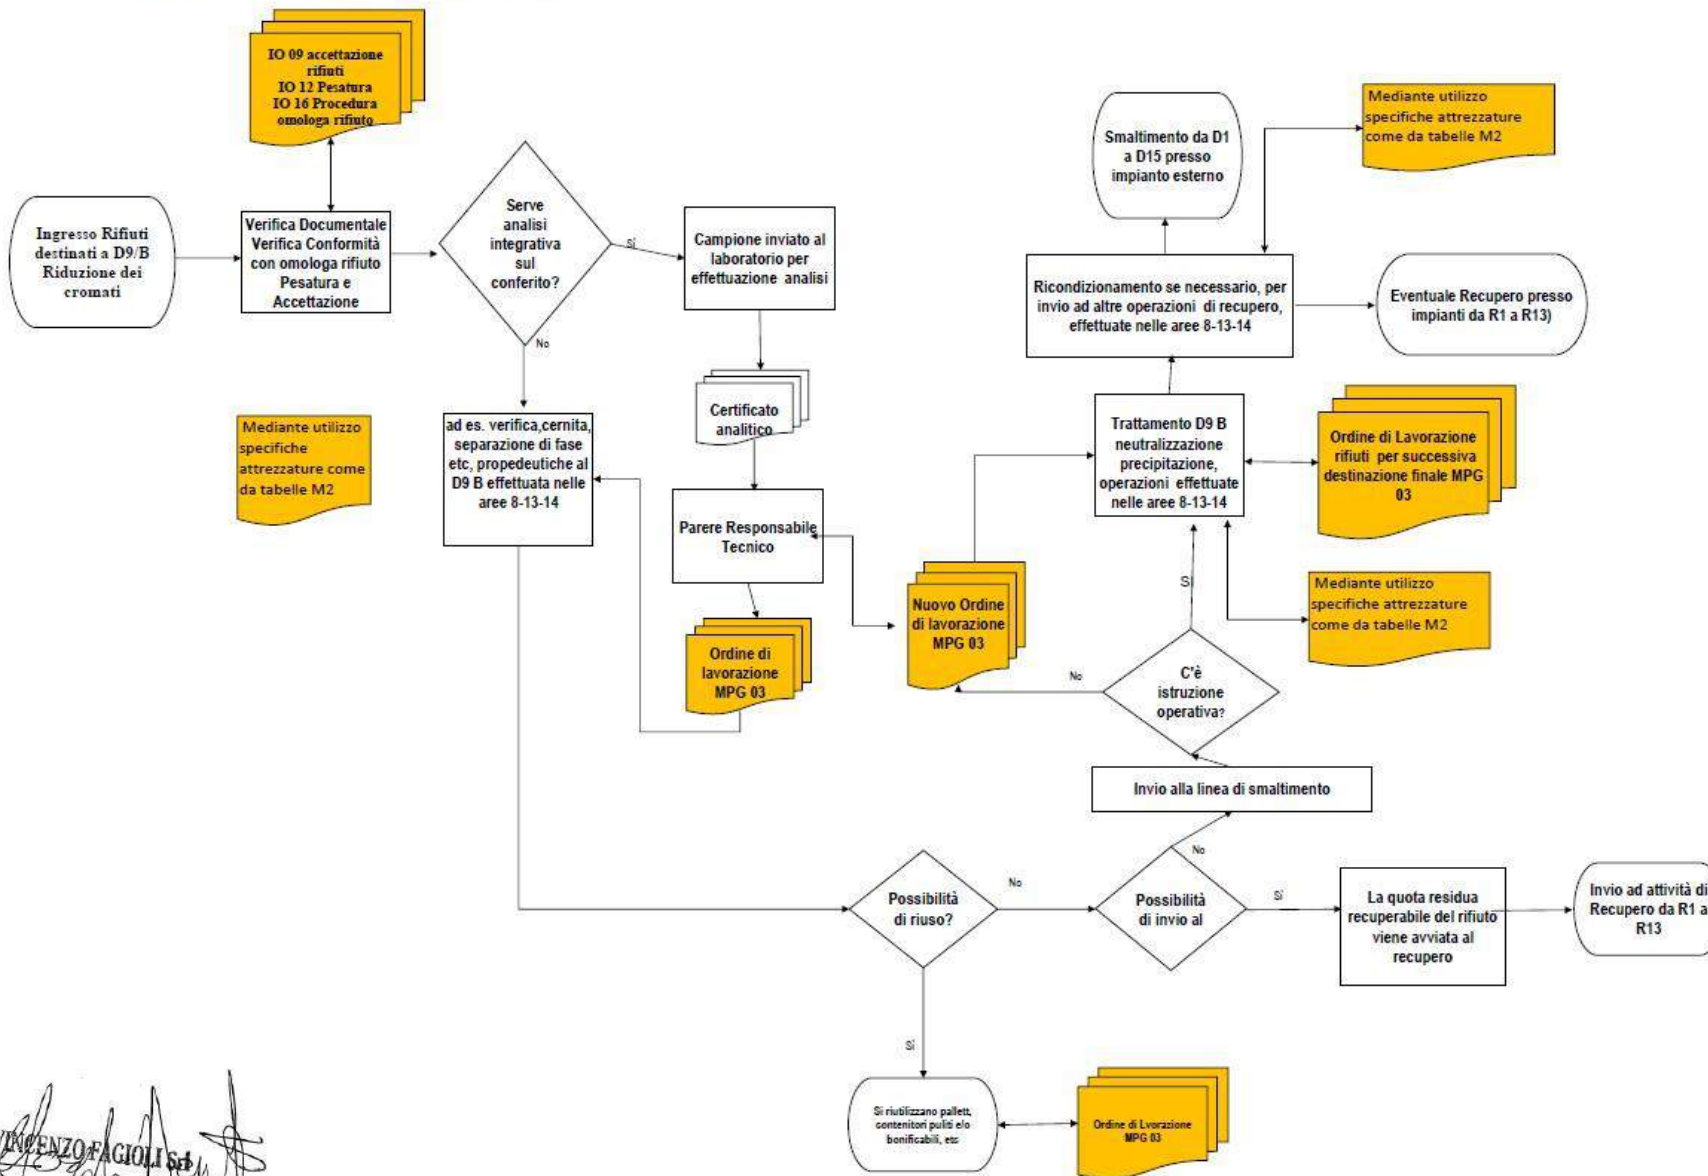 IO 09 accettazione
rifiuti
IO 12 Pesatura
IO 16 Procedura
omologa rifiuto
Ingresso Rifiuti
destinati a D9/B
Riduzione dei
cromati
Verifica Documentale
Verifica Conformità
con omologa rifiuto
Pesatura e
Accettazione
Serve
analisi
integrativa
sul
conferito?
Sí
No
Campione inviato al
laboratorio per
effettuazione analisi
Certificato
analitico
Parere Responsabile
Tecnico
Ordine di
lavorazione
MPG 03
Mediante utilizzo
specifiche
attrezzature come
da tabelle M2
ad es. verifica,cernita,
separazione di fase
etc, propedeutiche al
D9 B effettuata nelle
aree 8-13-14
Smaltimento da D1
a D15 presso
impianto esterno
Mediante utilizzo
specifiche attrezzature
come da tabelle M2
Ricondizionamento se necessario, per
invio ad altre operazioni di recupero,
effettuate nelle aree 8-13-14
Eventuale Recupero presso
impianti da R1 a R13)
Trattamento D9 B
neutralizzazione
precipitazione,
operazioni effettuate
nelle aree 8-13-14
Ordine di Lavorazione
rifiuti per successiva
destinazione finale MPG
03
Nuovo Ordine
di lavorazione
MPG 03
Mediante utilizzo
specifiche attrezzature
come da tabelle M2
Sí
No
C'è
istruzione
operativa?
Invio alla linea di smaltimento
No
Possibilità
di riuso?
No
Possibilità
di invio al
Sí
La quota residua
recuperabile del rifiuto
viene avviata al
recupero
Invio ad attività di
Recupero da R1 a
R13
Sí
Si riutilizzano pallett,
contenitori puliti e/o
bonificabili, etc
Ordine di Lvorazione
MPG 03
VINCENZO FAGIOLI Srl